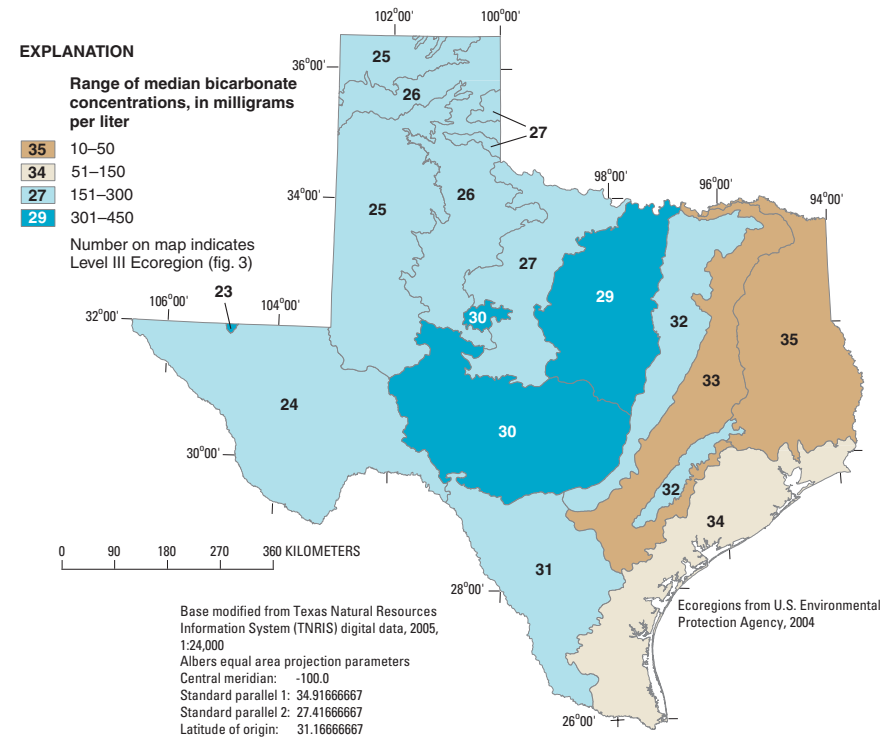 EXPLANATION
Range of median bicarbonate
concentrations, in milligrams
per liter
35 10–50
34 51–150
27 151–300
29 301–450
Number on map indicates
Level III Ecoregion (fig. 3)
102°00'
100°00'
36°00'
25
26
27
98°00'
96°00'
94°00'
34°00'
25
26
27
29
23
106°00'
104°00'
32°00'
30
32
35
33
24
30
30°00'
32
34
31
28°00'
26°00'
0 90 180 270 360 KILOMETERS
Base modified from Texas Natural Resources
Information System (TNRIS) digital data, 2005,
1:24,000
Albers equal area projection parameters
Central meridian: -100.0
Standard parallel 1: 34.91666667
Standard parallel 2: 27.41666667
Latitude of origin: 31.16666667
Ecoregions from U.S. Environmental
Protection Agency, 2004